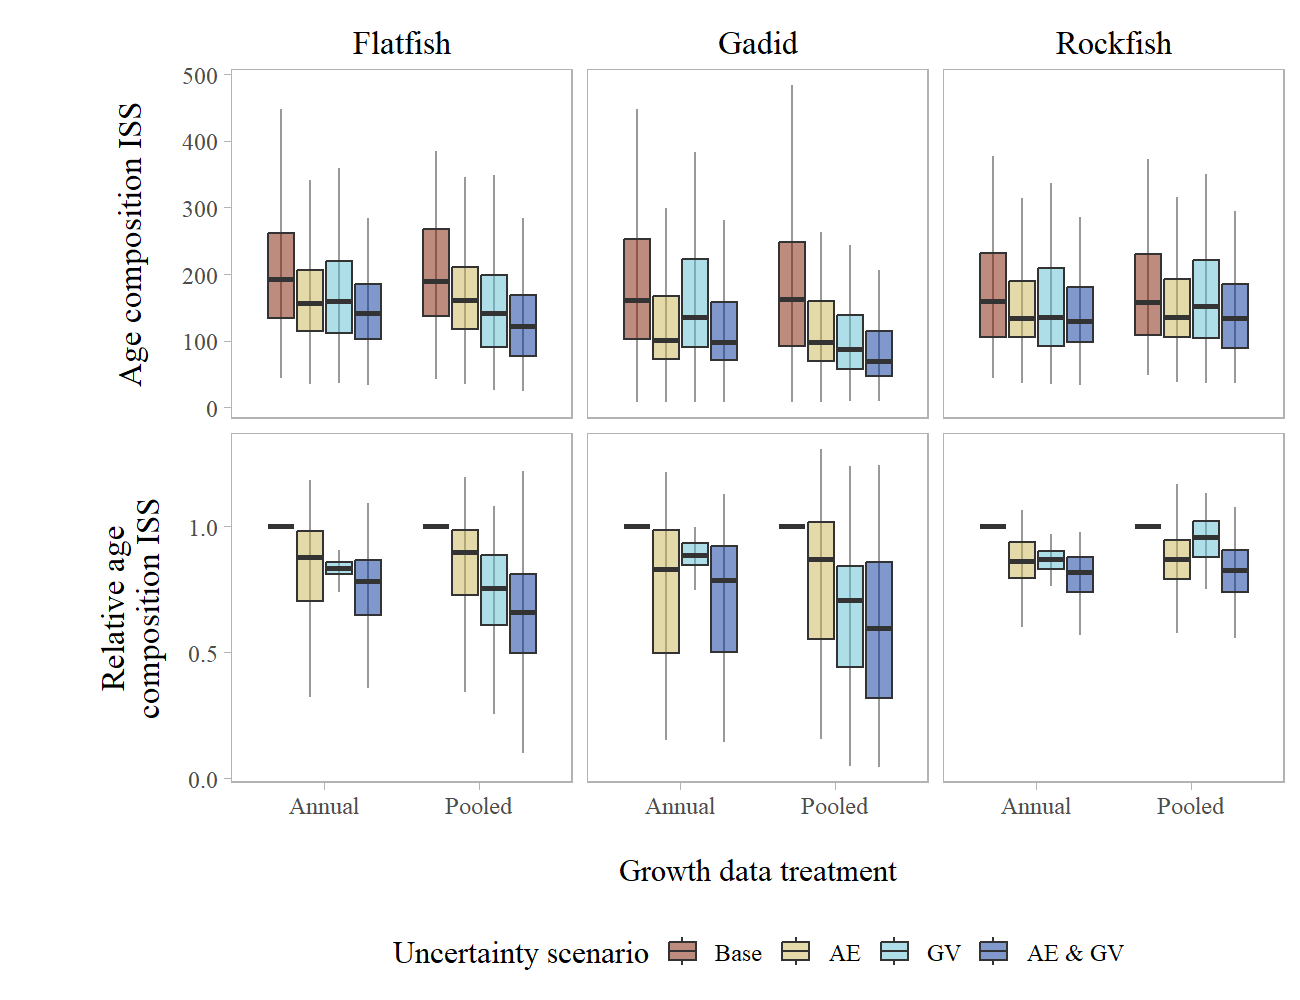 Flatfish Gadid Rockfish
Age composition ISS
500
400
300
200
100
0
Relative age
composition ISS
1.0
0.5
0.0
Annual Pooled Annual Pooled Annual Pooled
Growth data treatment
Uncertainty scenario Base AE GV AE & GV